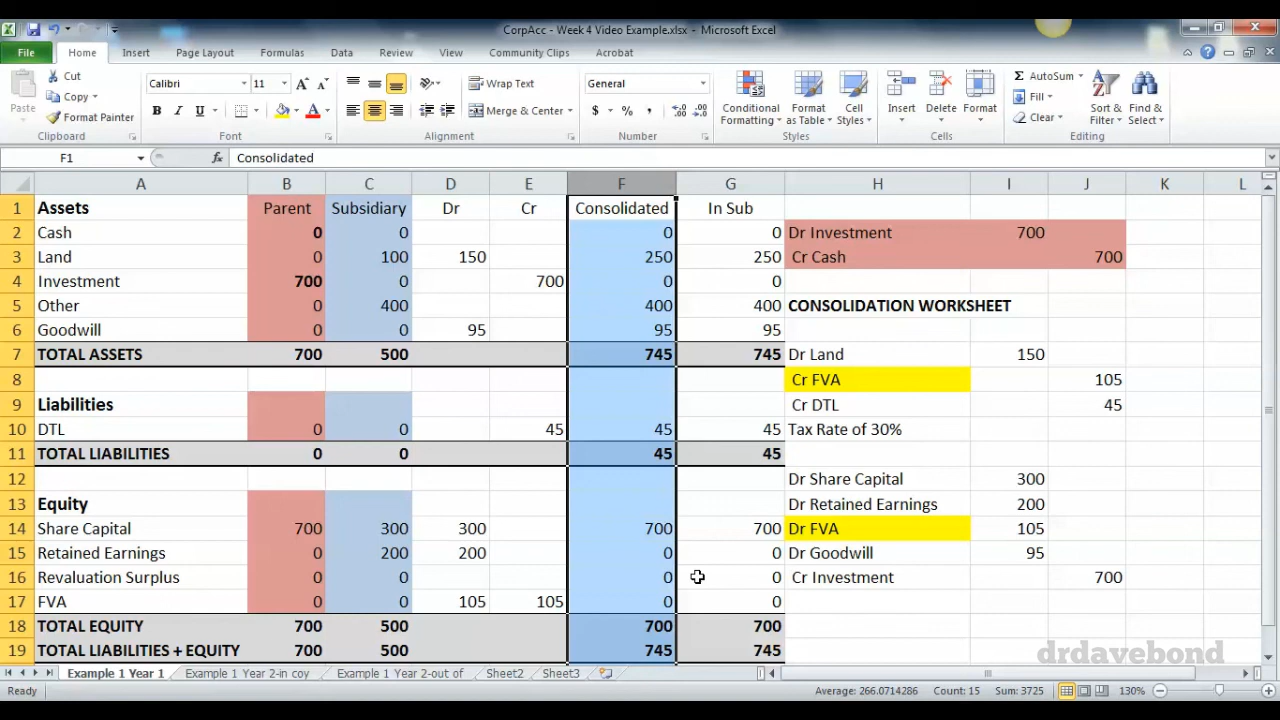 CorpAcc - Week 4 Video Example.xlsx - Microsoft Excel
File Home Insert Page Layout Formulas Data Review View Community Clubs Acrobat
Cut Calibri 11 Wrap Text General AutoSum
Paste Copy Conditional Formatting Format as Table Cell Styles Insert Delete Format Fill Sort & Filter Find & Select
Format Painter Merge & Center Clear
Clipboard Font Alignment Number Styles Cells Editing
F1 fx Consolidated
A B C D E F G H I J K L
1 Assets Parent Subsidiary Dr Cr Consolidated In Sub
2 Cash 0 0 0 0 Dr Investment 700
3 Land 0 100 150 250 250 Cr Cash 700
4 Investment 700 0 700 0 0
5 Other 0 400 400 400 CONSOLIDATION WORKSHEET
6 Goodwill 0 0 95 95 95
7 TOTAL ASSETS 700 500 745 745 Dr Land 150
8 Cr FVA 105
9 Liabilities Cr DTL 45
10 DTL 0 0 45 45 45 Tax Rate of 30%
11 TOTAL LIABILITIES 0 0 45 45
12 Dr Share Capital 300
13 Equity Dr Retained Earnings 200
14 Share Capital 700 300 300 700 700 Dr FVA 105
15 Retained Earnings 0 200 200 0 0 Dr Goodwill 95
16 Revaluation Surplus 0 0 0 0 Cr Investment 700
17 FVA 0 0 105 105 0 0
18 TOTAL EQUITY 700 500 700 700
19 TOTAL LIABILITIES + EQUITY 700 500 745 745
drdavebond
Example 1 Year 1 Example 1 Year 2-in coy Example 1 Year 2-out of Sheet2 Sheet3
Ready Average: 266.0714286 Count: 15 Sum: 3725 130%